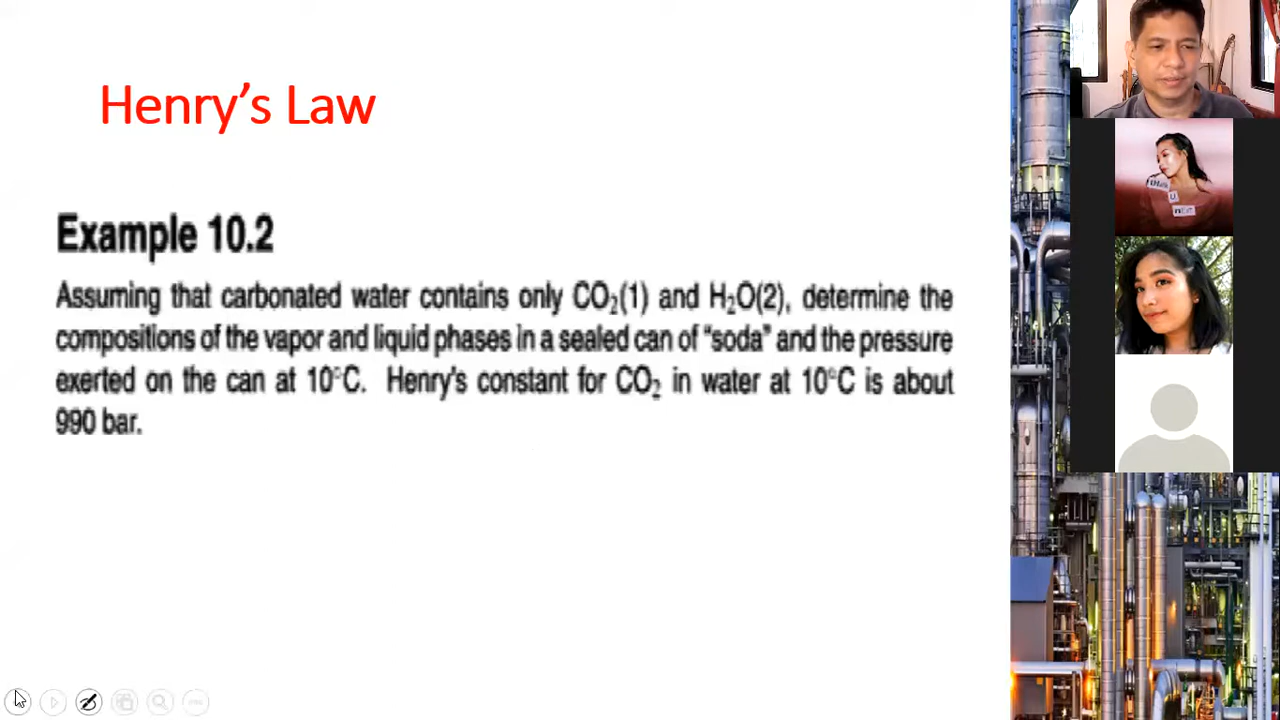 Henry’s Law
Example 10.2
Assuming that carbonated water contains only CO₂(1) and H₂O(2), determine the
compositions of the vapor and liquid phases in a sealed can of “soda” and the pressure
exerted on the can at 10°C. Henry's constant for CO₂ in water at 10°C is about
990 bar.
U